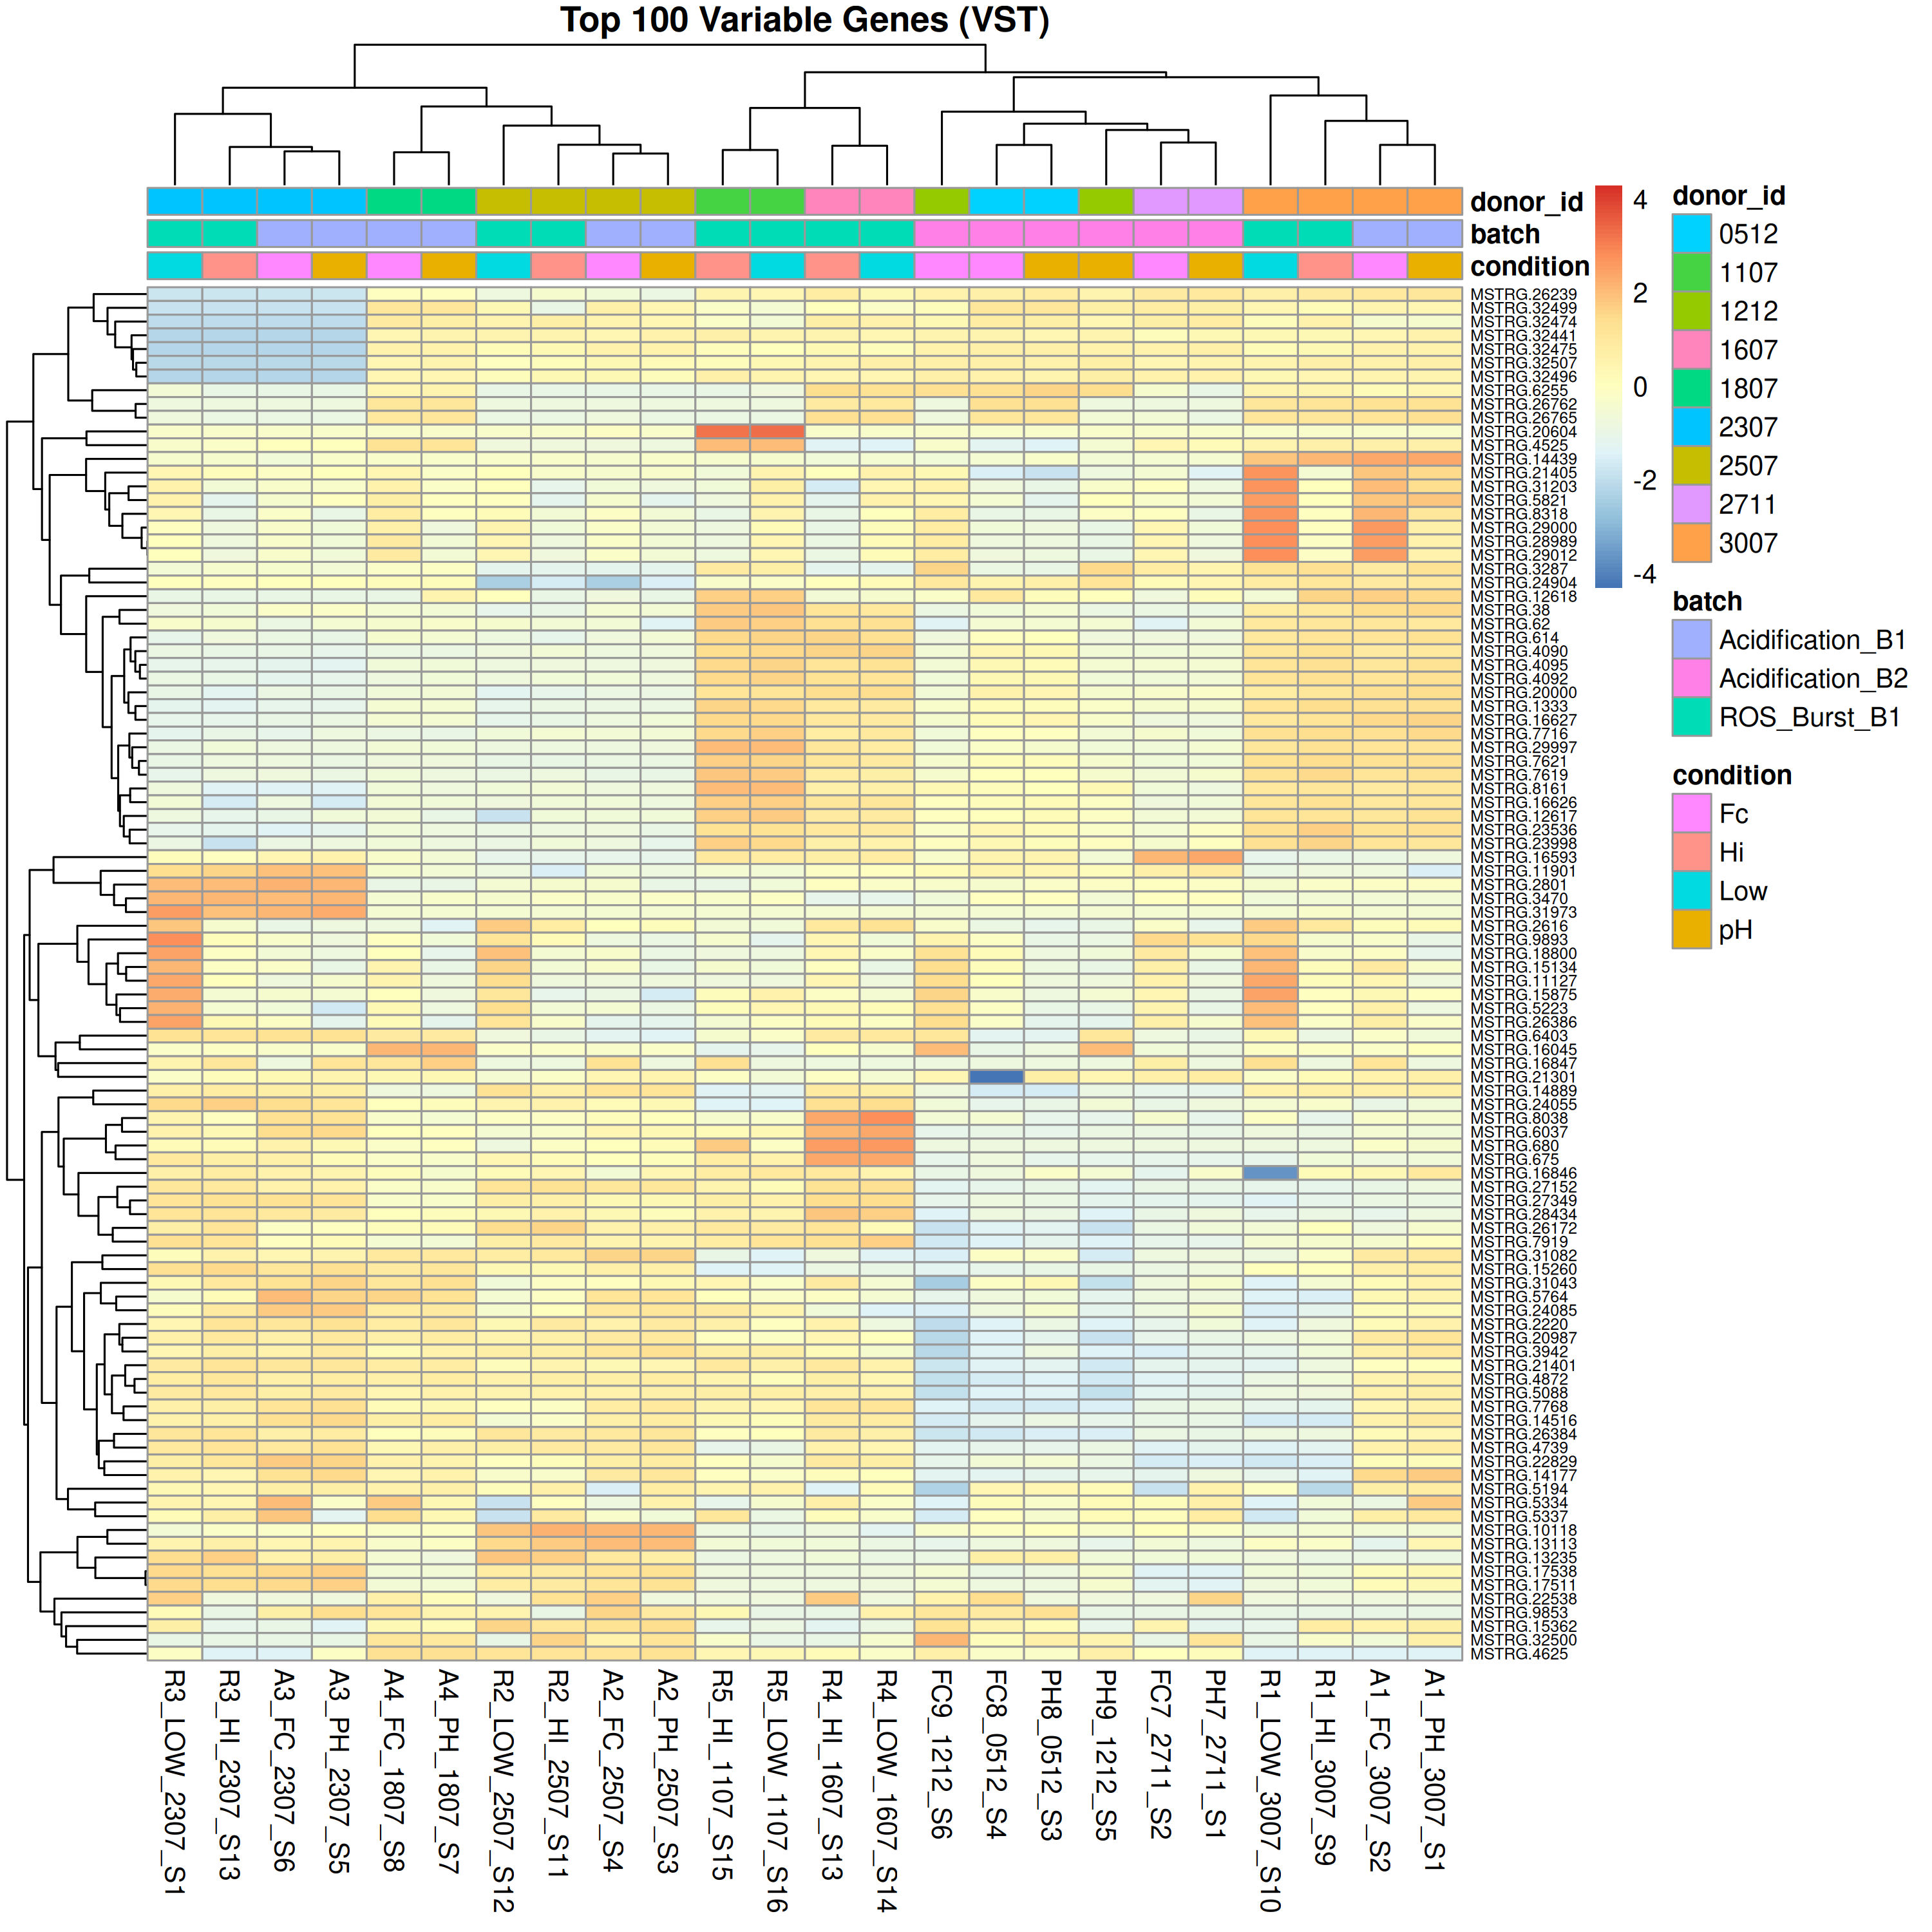 Top 100 Variable Genes (VST)
donor_id
batch
condition
4
2
0
-2
-4
donor_id
0512
1107
1212
1607
1807
2307
2507
2711
3007
batch
Acidification_B1
Acidification_B2
ROS_Burst_B1
condition
Fc
Hi
Low
pH
MSTRG.26239
MSTRG.32499
MSTRG.32474
MSTRG.32441
MSTRG.32475
MSTRG.32507
MSTRG.32496
MSTRG.6255
MSTRG.26762
MSTRG.26765
MSTRG.20604
MSTRG.4525
MSTRG.14439
MSTRG.21405
MSTRG.31203
MSTRG.5821
MSTRG.8318
MSTRG.29000
MSTRG.28989
MSTRG.29012
MSTRG.3287
MSTRG.24904
MSTRG.12618
MSTRG.38
MSTRG.62
MSTRG.614
MSTRG.4090
MSTRG.4095
MSTRG.4092
MSTRG.20000
MSTRG.1333
MSTRG.16627
MSTRG.7716
MSTRG.29997
MSTRG.7621
MSTRG.7619
MSTRG.8161
MSTRG.16626
MSTRG.12617
MSTRG.23536
MSTRG.23998
MSTRG.16593
MSTRG.11901
MSTRG.2801
MSTRG.3470
MSTRG.31973
MSTRG.2616
MSTRG.9893
MSTRG.18800
MSTRG.15134
MSTRG.11127
MSTRG.15875
MSTRG.5223
MSTRG.26386
MSTRG.6403
MSTRG.16045
MSTRG.16847
MSTRG.21301
MSTRG.14889
MSTRG.24055
MSTRG.8038
MSTRG.6037
MSTRG.680
MSTRG.675
MSTRG.16846
MSTRG.27152
MSTRG.27349
MSTRG.28434
MSTRG.26172
MSTRG.7919
MSTRG.31082
MSTRG.15260
MSTRG.31043
MSTRG.5764
MSTRG.24085
MSTRG.2220
MSTRG.20987
MSTRG.3942
MSTRG.21401
MSTRG.4872
MSTRG.5088
MSTRG.7768
MSTRG.14516
MSTRG.26384
MSTRG.4739
MSTRG.22829
MSTRG.14177
MSTRG.5194
MSTRG.5334
MSTRG.5337
MSTRG.10118
MSTRG.13113
MSTRG.13235
MSTRG.17538
MSTRG.17511
MSTRG.22538
MSTRG.9853
MSTRG.15362
MSTRG.32500
MSTRG.4625
R3_LOW_2307_S1
R3_HI_2307_S13
A3_FC_2307_S6
A3_PH_2307_S5
A4_FC_1807_S8
A4_PH_1807_S7
R2_LOW_2507_S12
R2_HI_2507_S11
A2_FC_2507_S4
A2_PH_2507_S3
R5_HI_1107_S15
R5_LOW_1107_S16
R4_HI_1607_S13
R4_LOW_1607_S14
FC9_1212_S6
FC8_0512_S4
PH8_0512_S3
PH9_1212_S5
FC7_2711_S2
PH7_2711_S1
R1_LOW_3007_S10
R1_HI_3007_S9
A1_FC_3007_S2
A1_PH_3007_S1